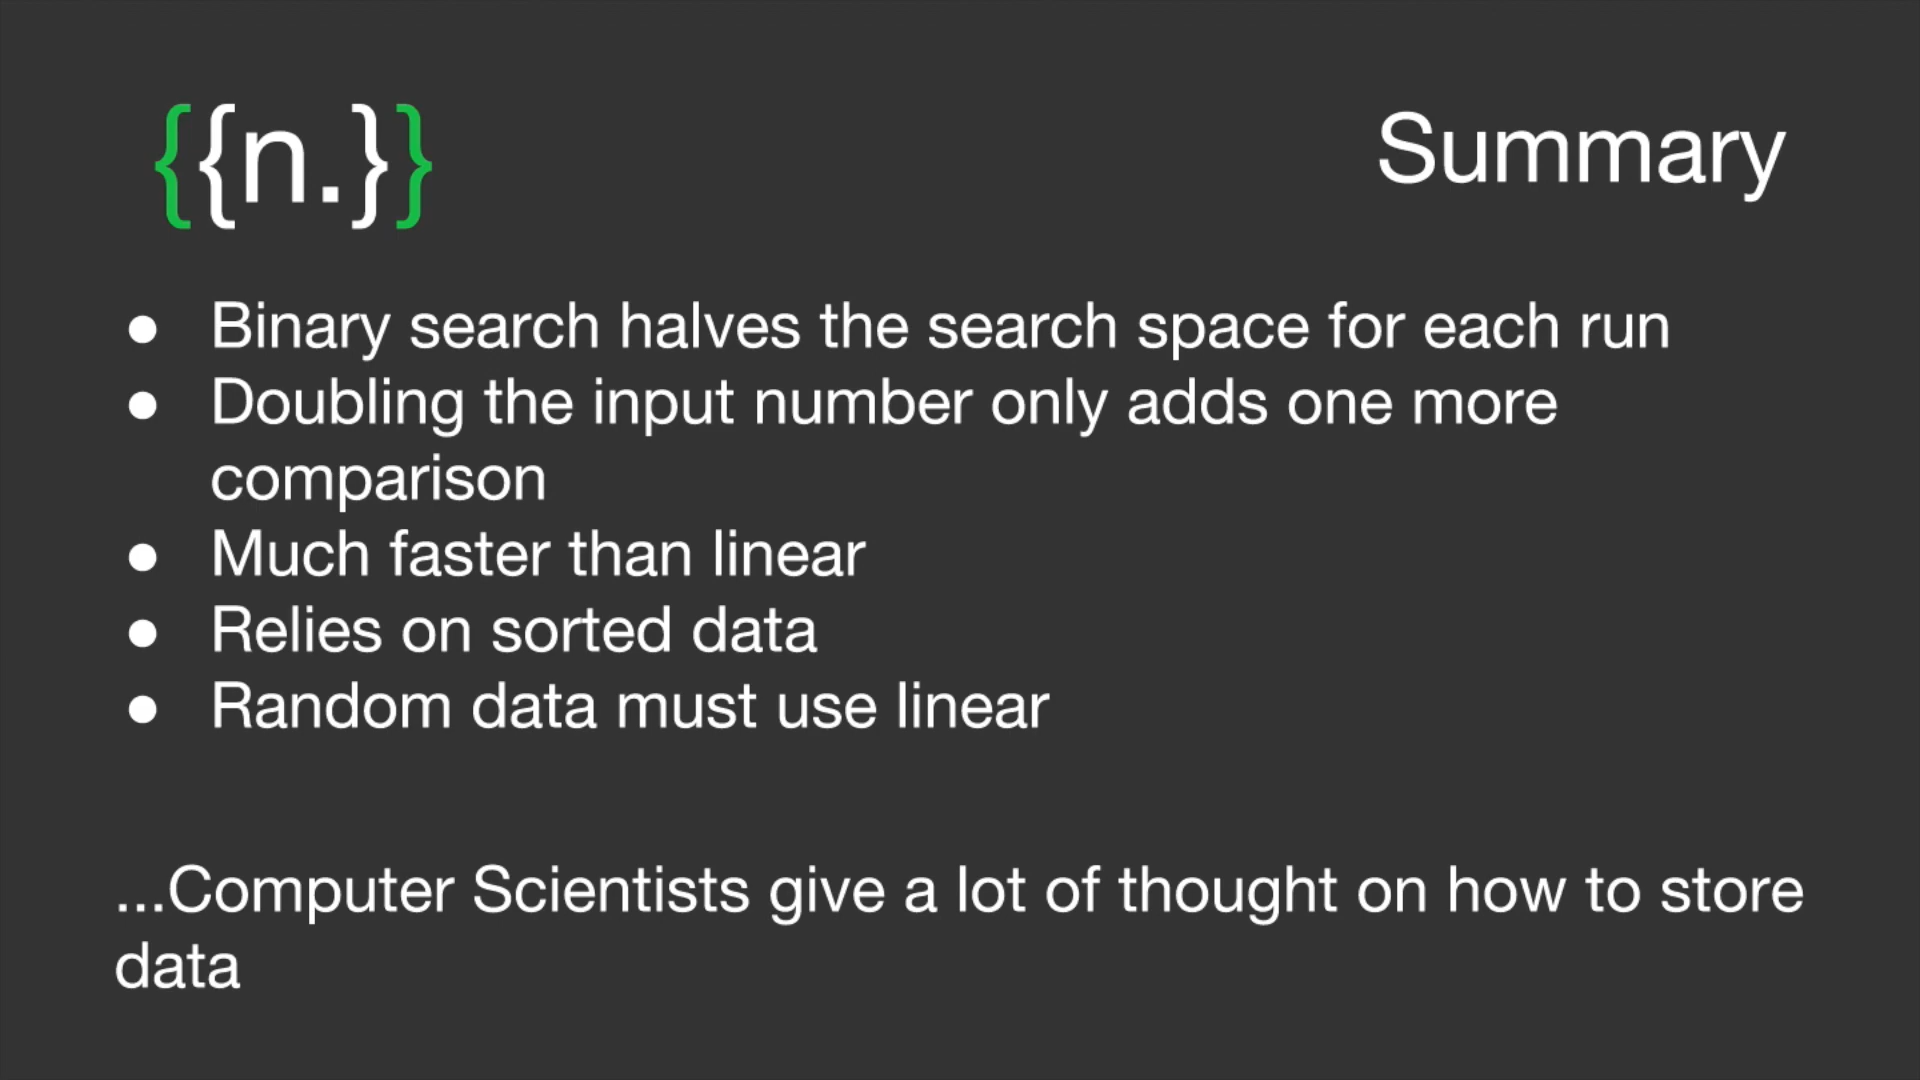 {{n.}}
Summary
● Binary search halves the search space for each run
● Doubling the input number only adds one more
comparison
● Much faster than linear
● Relies on sorted data
● Random data must use linear
...Computer Scientists give a lot of thought on how to store
data